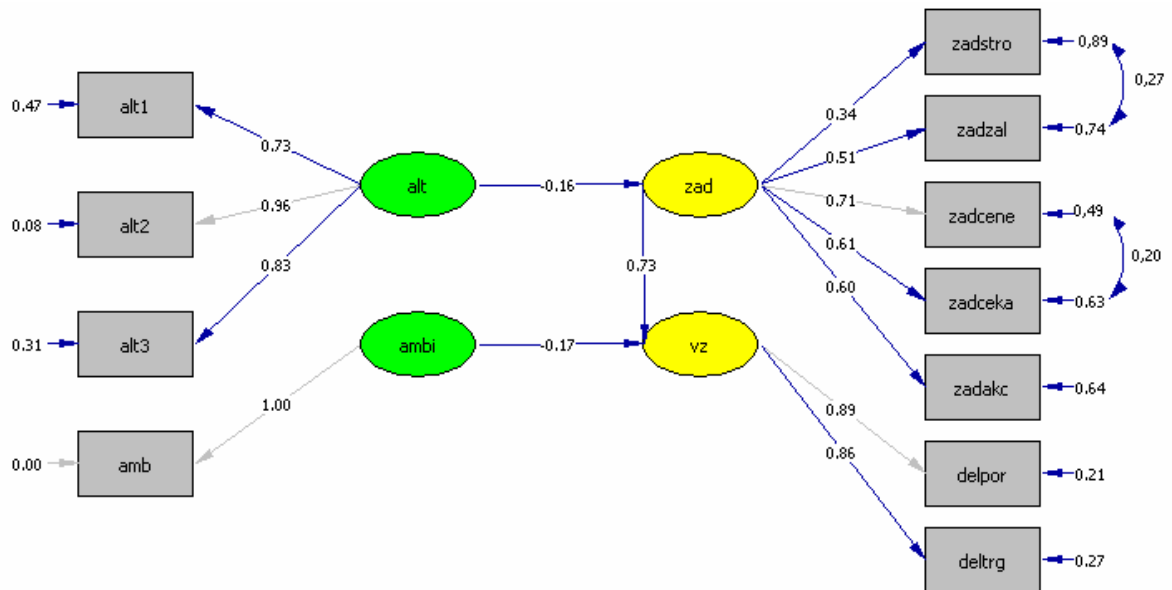 zadstro
0,89
0,27
alt1
0.47
0.73
0.34
zadzal
0.74
0.51
alt
-0.16
zad
alt2
0.08
0.96
0.71
zadcene
0,49
0,20
0.83
0.73
0.61
0.60
zadceka
0.63
alt3
0.31
ambi
-0.17
vz
zadakc
0.64
1.00
0.89
0.86
amb
0.00
delpor
0.21
deltrg
0.27